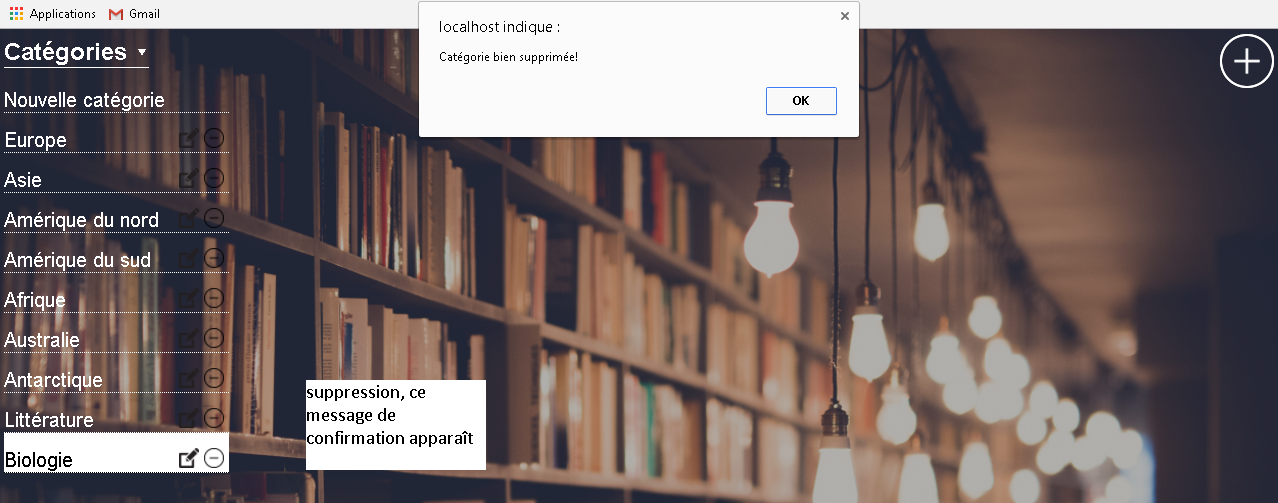 Applications Gmail
localhost indique :
Catégorie bien supprimée!
OK
Catégories
Nouvelle catégorie
Europe
Asie
Amérique du nord
Amérique du sud
Afrique
Australie
Antarctique
Littérature
Biologie
suppression, ce
message de
confirmation apparaît